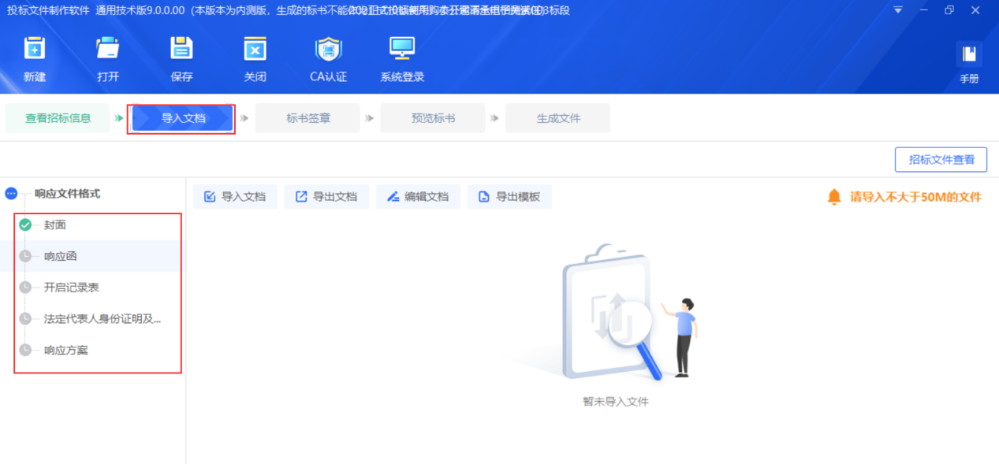 投标文件制作软件 通用技术版9.0.0.00（本版本为内测版，生成的标书不能
标段
新建
打开
保存
关闭
CA认证
系统登录
手册
查看招标信息
导入文档
标书签章
预览标书
生成文件
招标文件查看
响应文件格式
导入文档
导出文档
编辑文档
导出模板
请导入不大于50M的文件
封面
响应函
开启记录表
法定代表人身份证明及...
响应方案
暂未导入文件